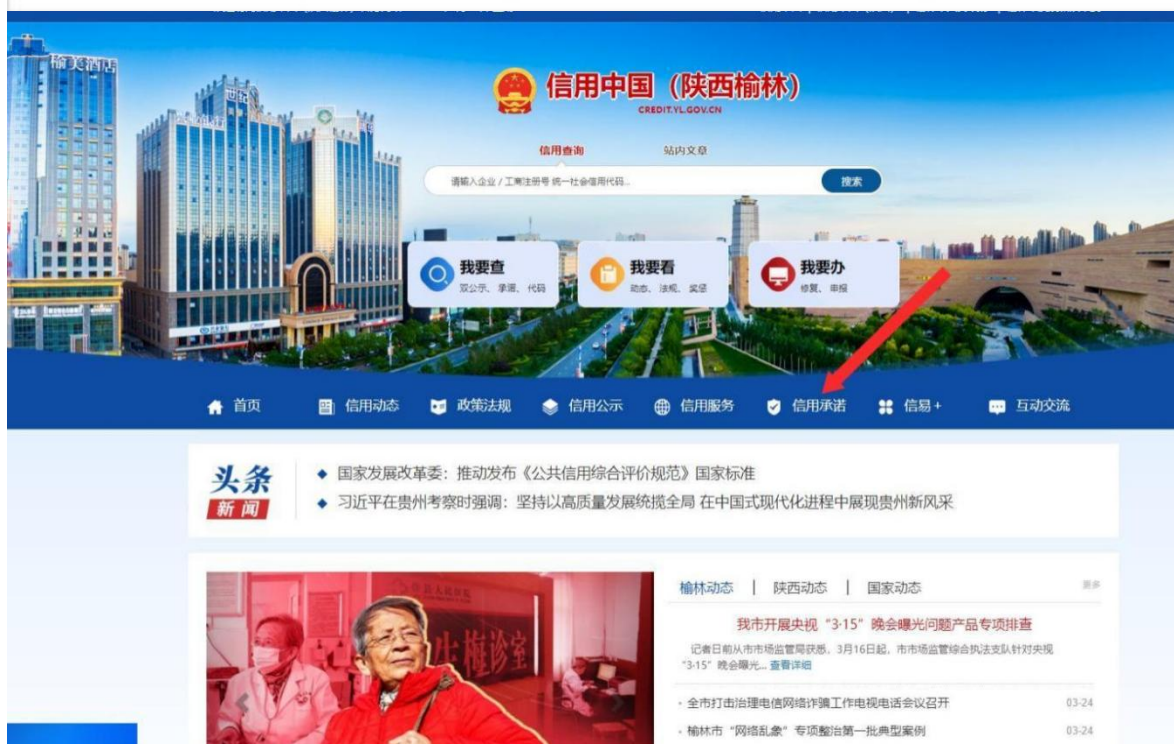 榆美酒店
世纪
信用中国（陕西榆林）
CREDIT.YL.GOV.CN
信用查询 站内文章
请输入企业 / 工商注册号 统一社会信用代码...
搜索
我要查
双公示、承诺、代码
我要看
动态、法规、奖惩
我要办
修复、申报
首页 信用动态 政策法规 信用公示 信用服务 信用承诺 信易+ 互动交流
头条
新闻
国家发展改革委：推动发布《公共信用综合评价规范》国家标准
习近平在贵州考察时强调：坚持以高质量发展统揽全局 在中国式现代化进程中展现贵州新风采
榆林动态 | 陕西动态 | 国家动态 更多
我市开展央视“3·15”晚会曝光问题产品专项排查
记者日前从市市场监管局获悉，3月16日起，市市场监管综合执法支队针对央视
“3-15”晚会曝光... 查看详细
· 全市打击治理电信网络诈骗工作电视电话会议召开 03-24
· 榆林市“网络乱象”专项整治第一批典型案例 03-24
生梅诊室